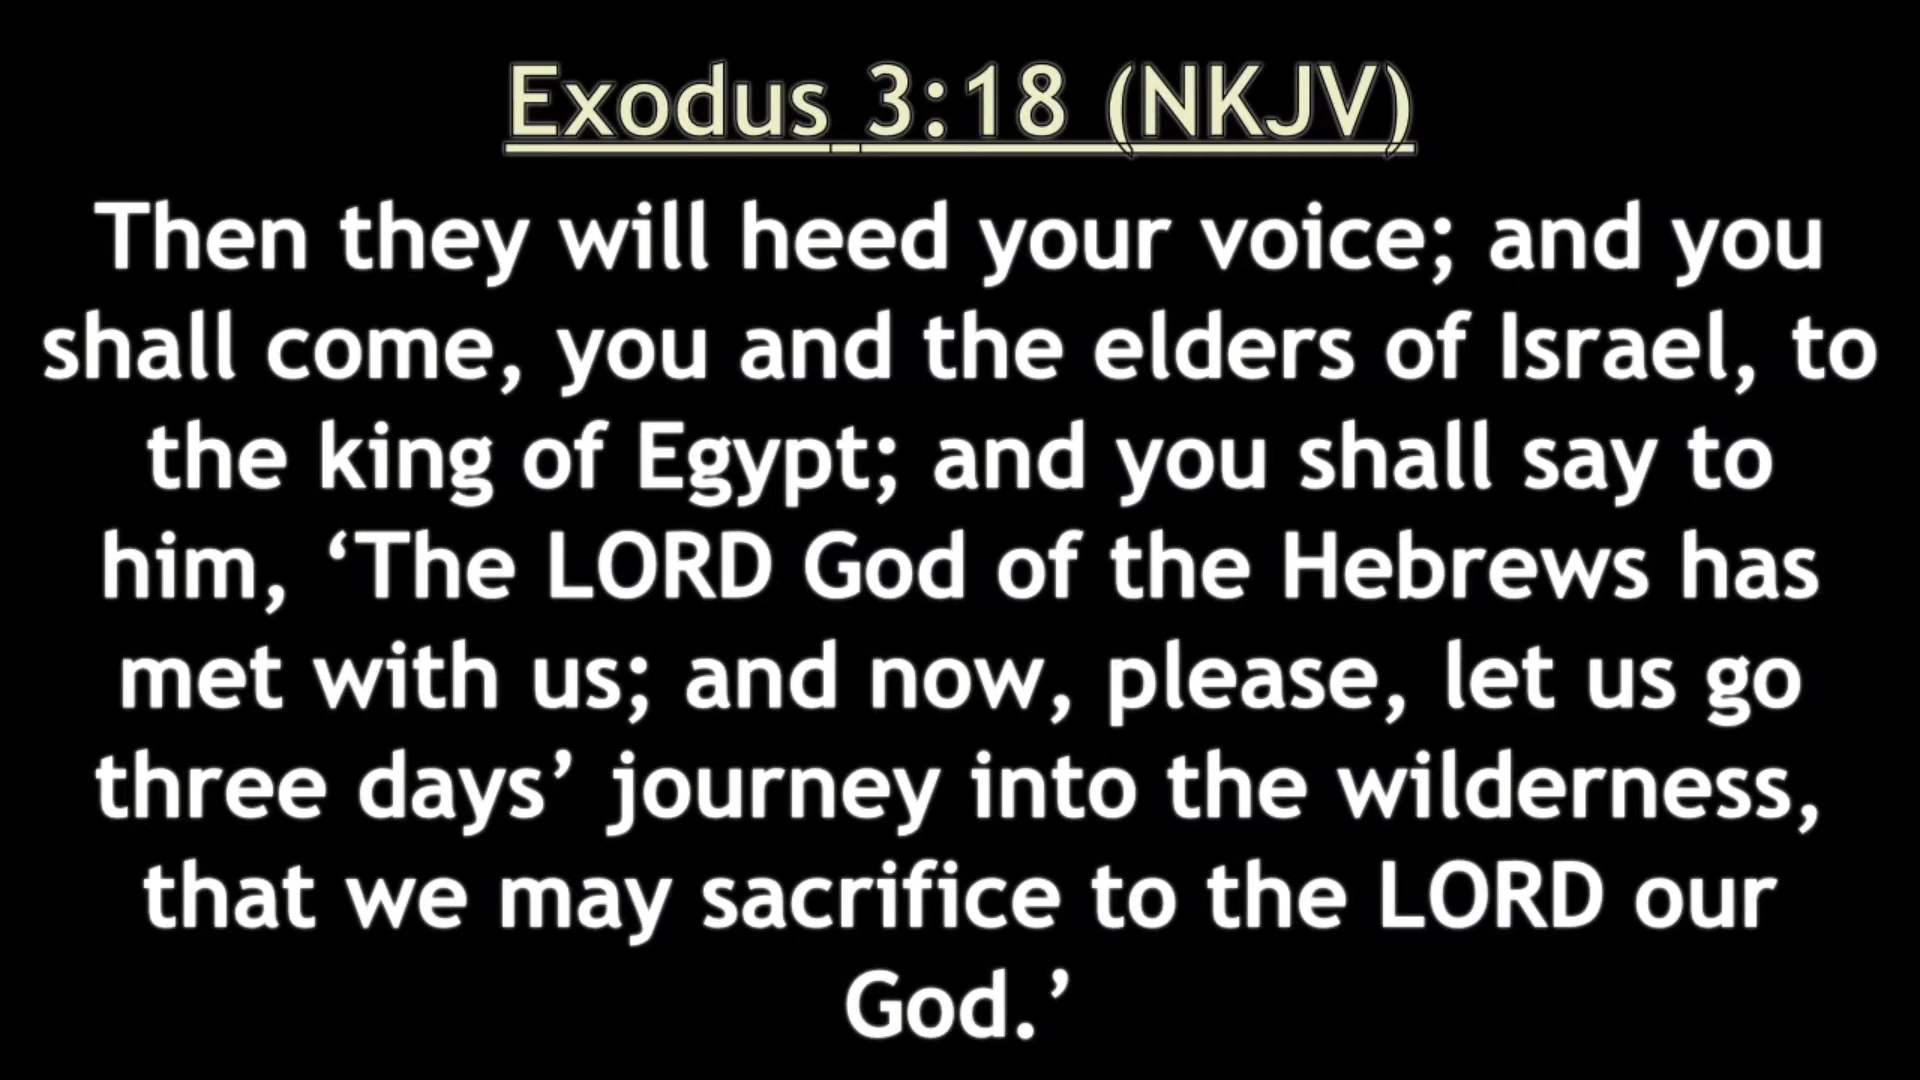 Exodus 3:18 (NKJV)
Then they will heed your voice; and you
shall come, you and the elders of Israel, to
the king of Egypt; and you shall say to
him, ‘The LORD God of the Hebrews has
met with us; and now, please, let us go
three days’ journey into the wilderness,
that we may sacrifice to the LORD our
God.’